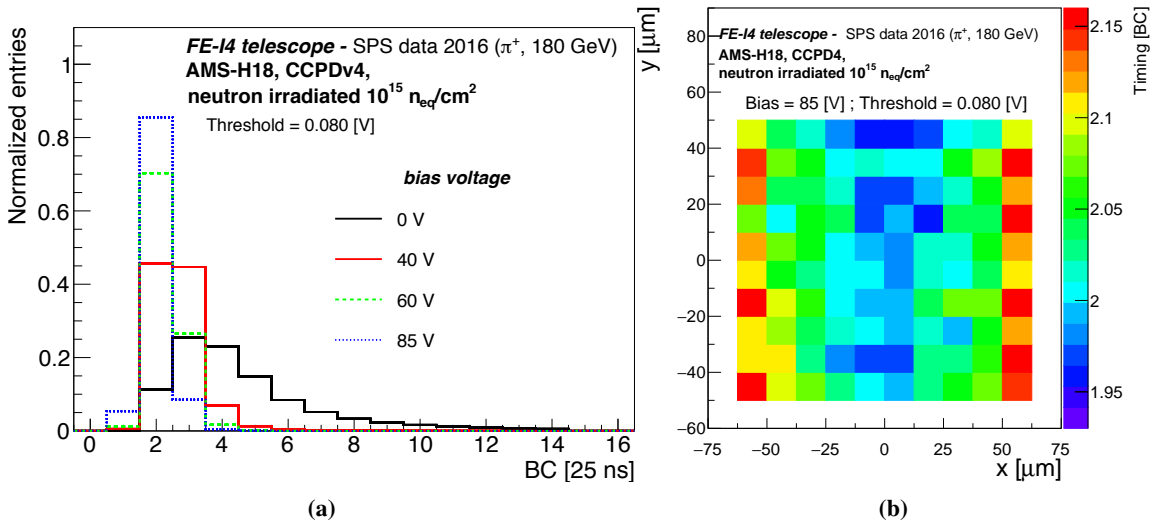 FE-I4 telescope - SPS data 2016 (π⁺, 180 GeV)
AMS-H18, CCPDv4,
neutron irradiated 10¹⁵ n_eq/cm²
Threshold = 0.080 [V]
bias voltage
0 V
40 V
60 V
85 V
Normalized entries
1
0.8
0.6
0.4
0.2
0
0 2 4 6 8 10 12 14 16
BC [25 ns]
(a)
FE-I4 telescope - SPS data 2016 (π⁺, 180 GeV)
AMS-H18, CCPD4,
neutron irradiated 10¹⁵ n_eq/cm²
Bias = 85 [V] ; Threshold = 0.080 [V]
y [μm]
80
60
40
20
0
−20
−40
−60
−75 −50 −25 0 25 50 75
x [μm]
Timing [BC]
2.15
2.1
2.05
2
1.95
(b)